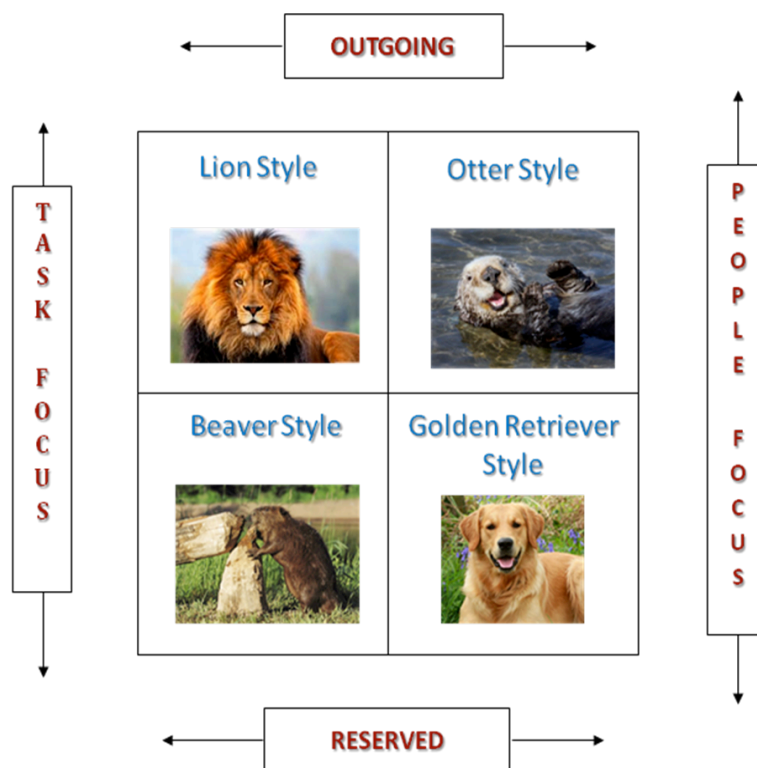 OUTGOING
Lion Style
Otter Style
TASK FOCUS
PEOPLE FOCUS
Beaver Style
Golden Retriever
Style
RESERVED